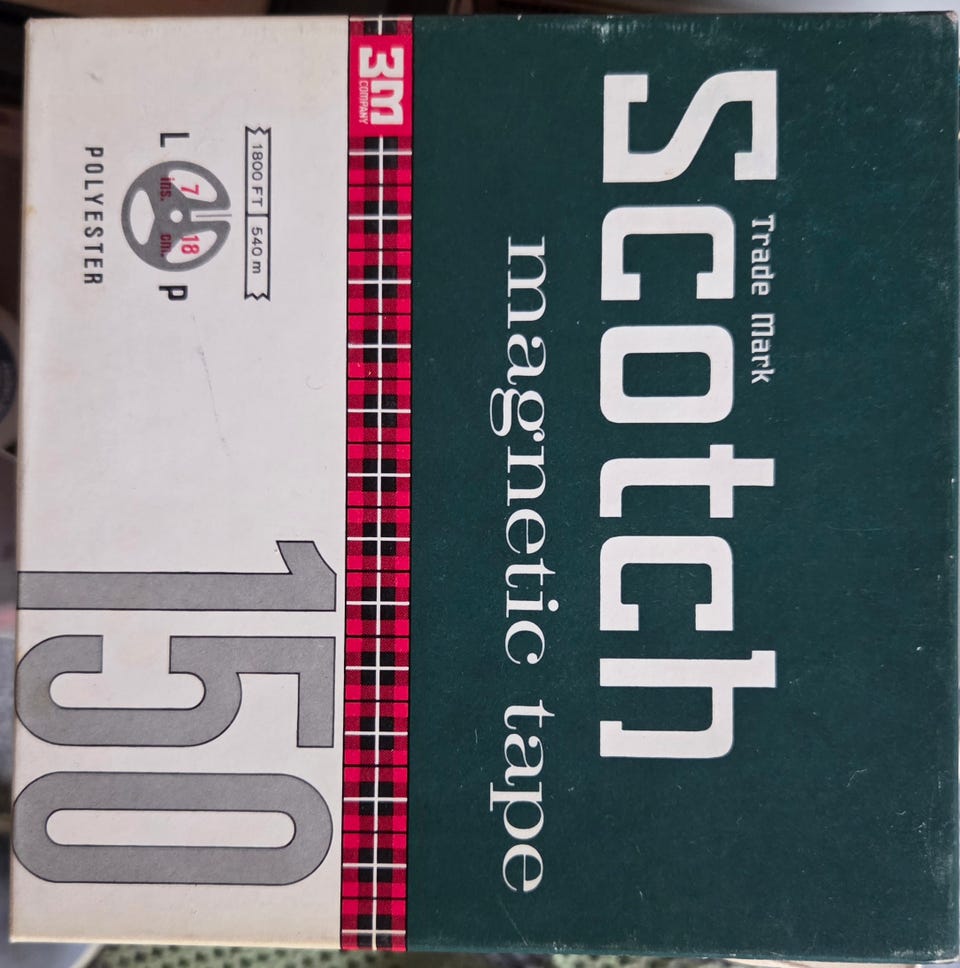 Scotch
Trade Mark
magnetic tape
3M
COMPANY
1800 FT 540 m
L P
7 18
ins. cm.
POLYESTER
150